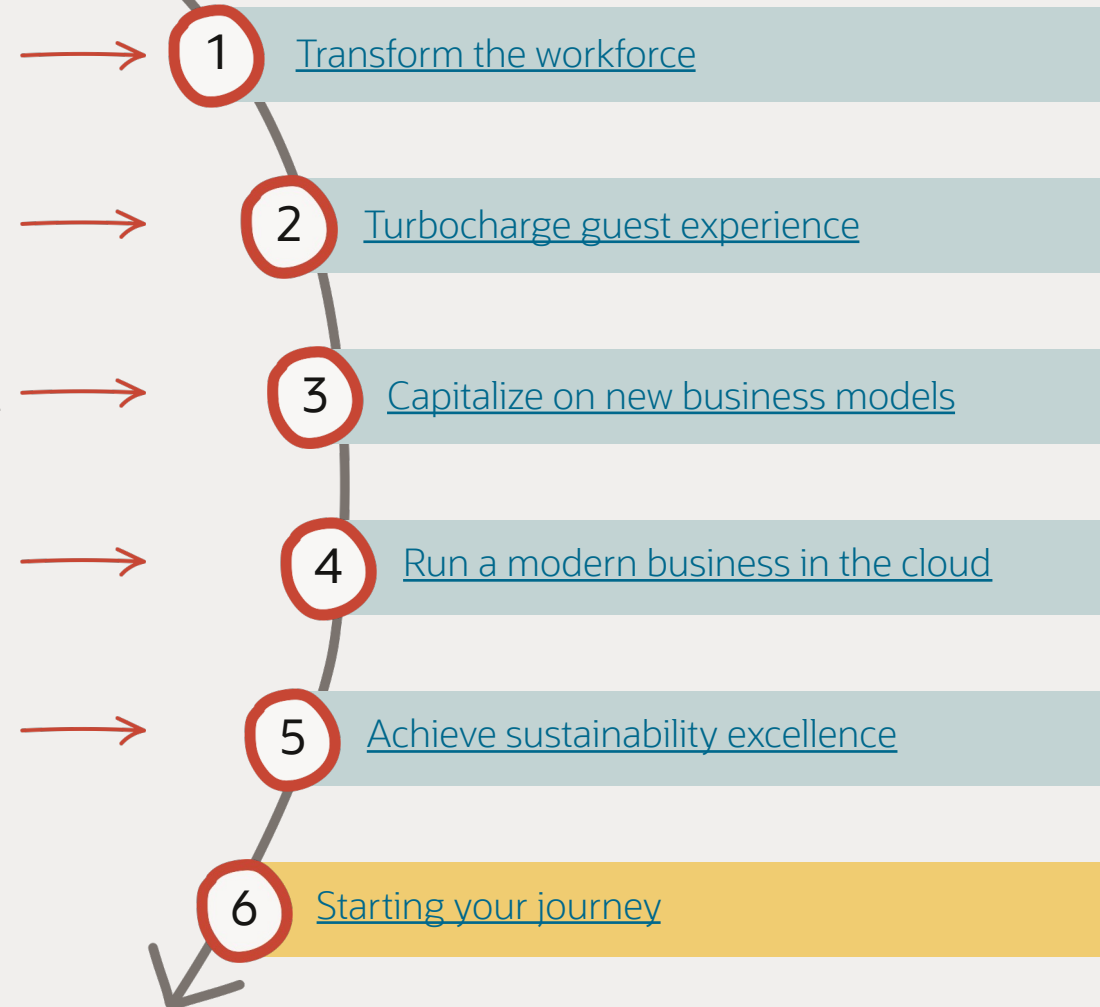 1 Transform the workforce
2 Turbocharge guest experience
3 Capitalize on new business models
4 Run a modern business in the cloud
5 Achieve sustainability excellence
6 Starting your journey